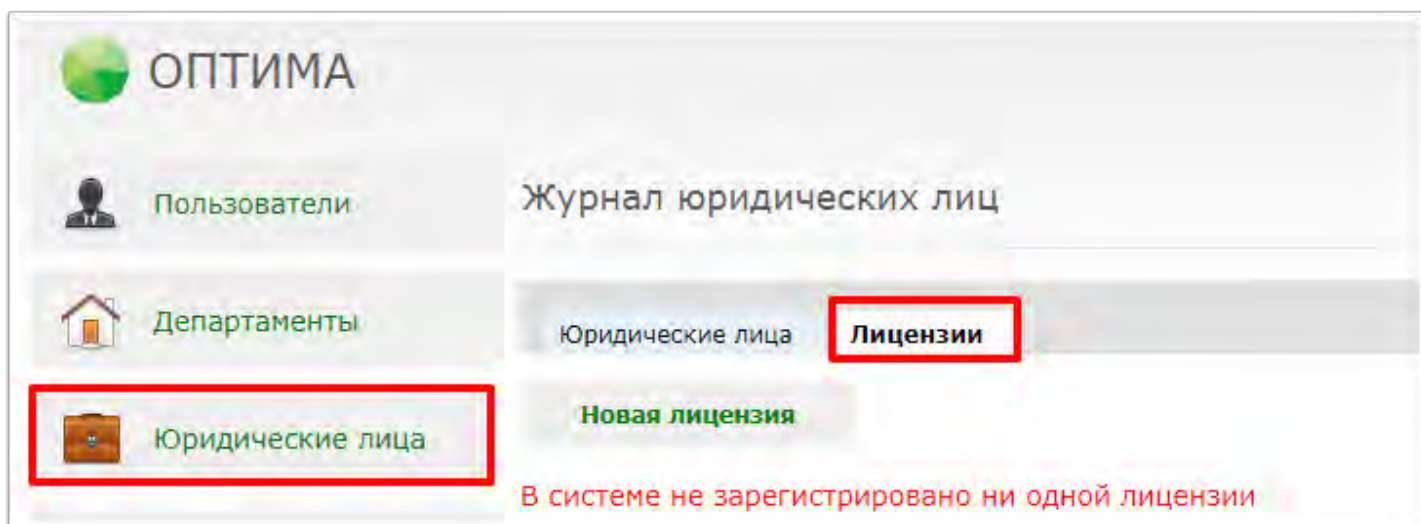 ОПТИМА
Пользователи
Департаменты
Юридические лица
Журнал юридических лиц
Юридические лица Лицензии
Новая лицензия
В системе не зарегистрировано ни одной лицензии